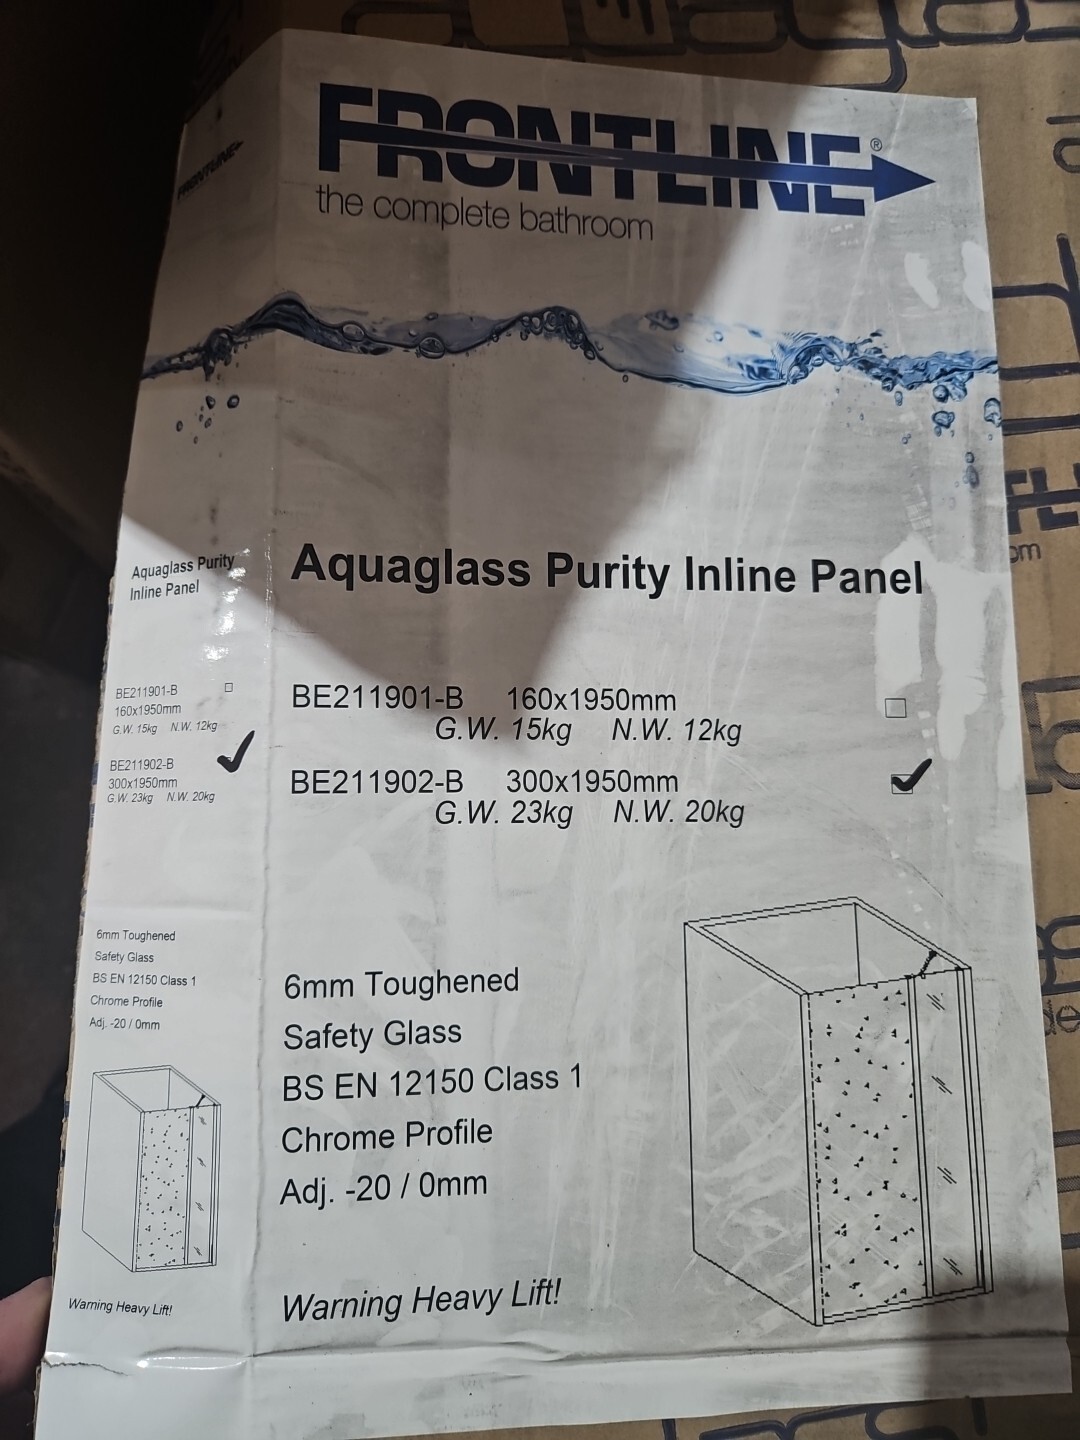 FRONTLINE®
the complete bathroom
Aquaglass Purity Inline Panel
BE211901-B 160x1950mm
G.W. 15kg N.W. 12kg
BE211902-B 300x1950mm
G.W. 23kg N.W. 20kg
6mm Toughened
Safety Glass
BS EN 12150 Class 1
Chrome Profile
Adj. -20 / 0mm
Warning Heavy Lift!
FRONTLINE
Aquaglass Purity
Inline Panel
BE211901-B
160x1950mm
G.W. 15kg N.W. 12kg
BE211902-B
300x1950mm
G.W. 23kg N.W. 20kg
6mm Toughened
Safety Glass
BS EN 12150 Class 1
Chrome Profile
Adj. -20 / 0mm
Warning Heavy Lift!